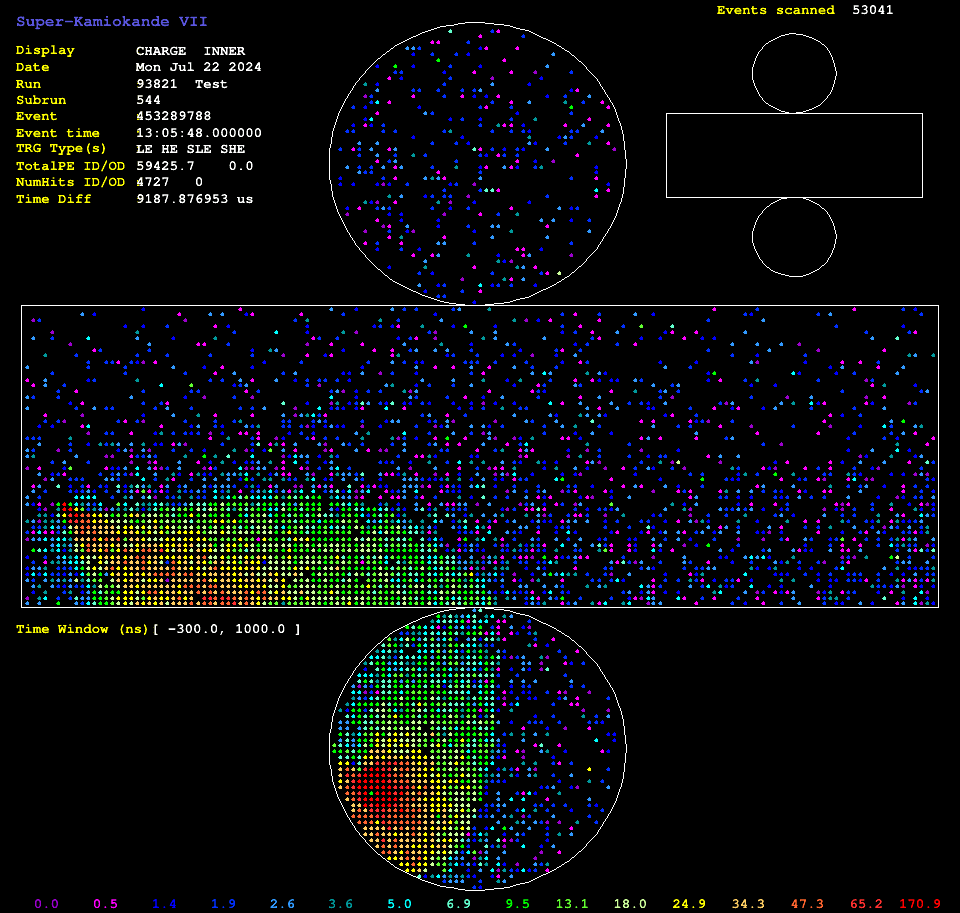 Super-Kamiokande VII
Events scanned 53041
Display CHARGE INNER
Date Mon Jul 22 2024
Run 93821 Test
Subrun 544
Event 453289788
Event time 13:05:48.000000
TRG Type(s) LE HE SLE SHE
TotalPE ID/OD 59425.7 0.0
NumHits ID/OD 4727 0
Time Diff 9187.876953 us
Time Window (ns)[ -300.0, 1000.0 ]
0.0 0.5 1.4 1.9 2.6 3.6 5.0 6.9 9.5 13.1 18.0 24.9 34.3 47.3 65.2 170.9